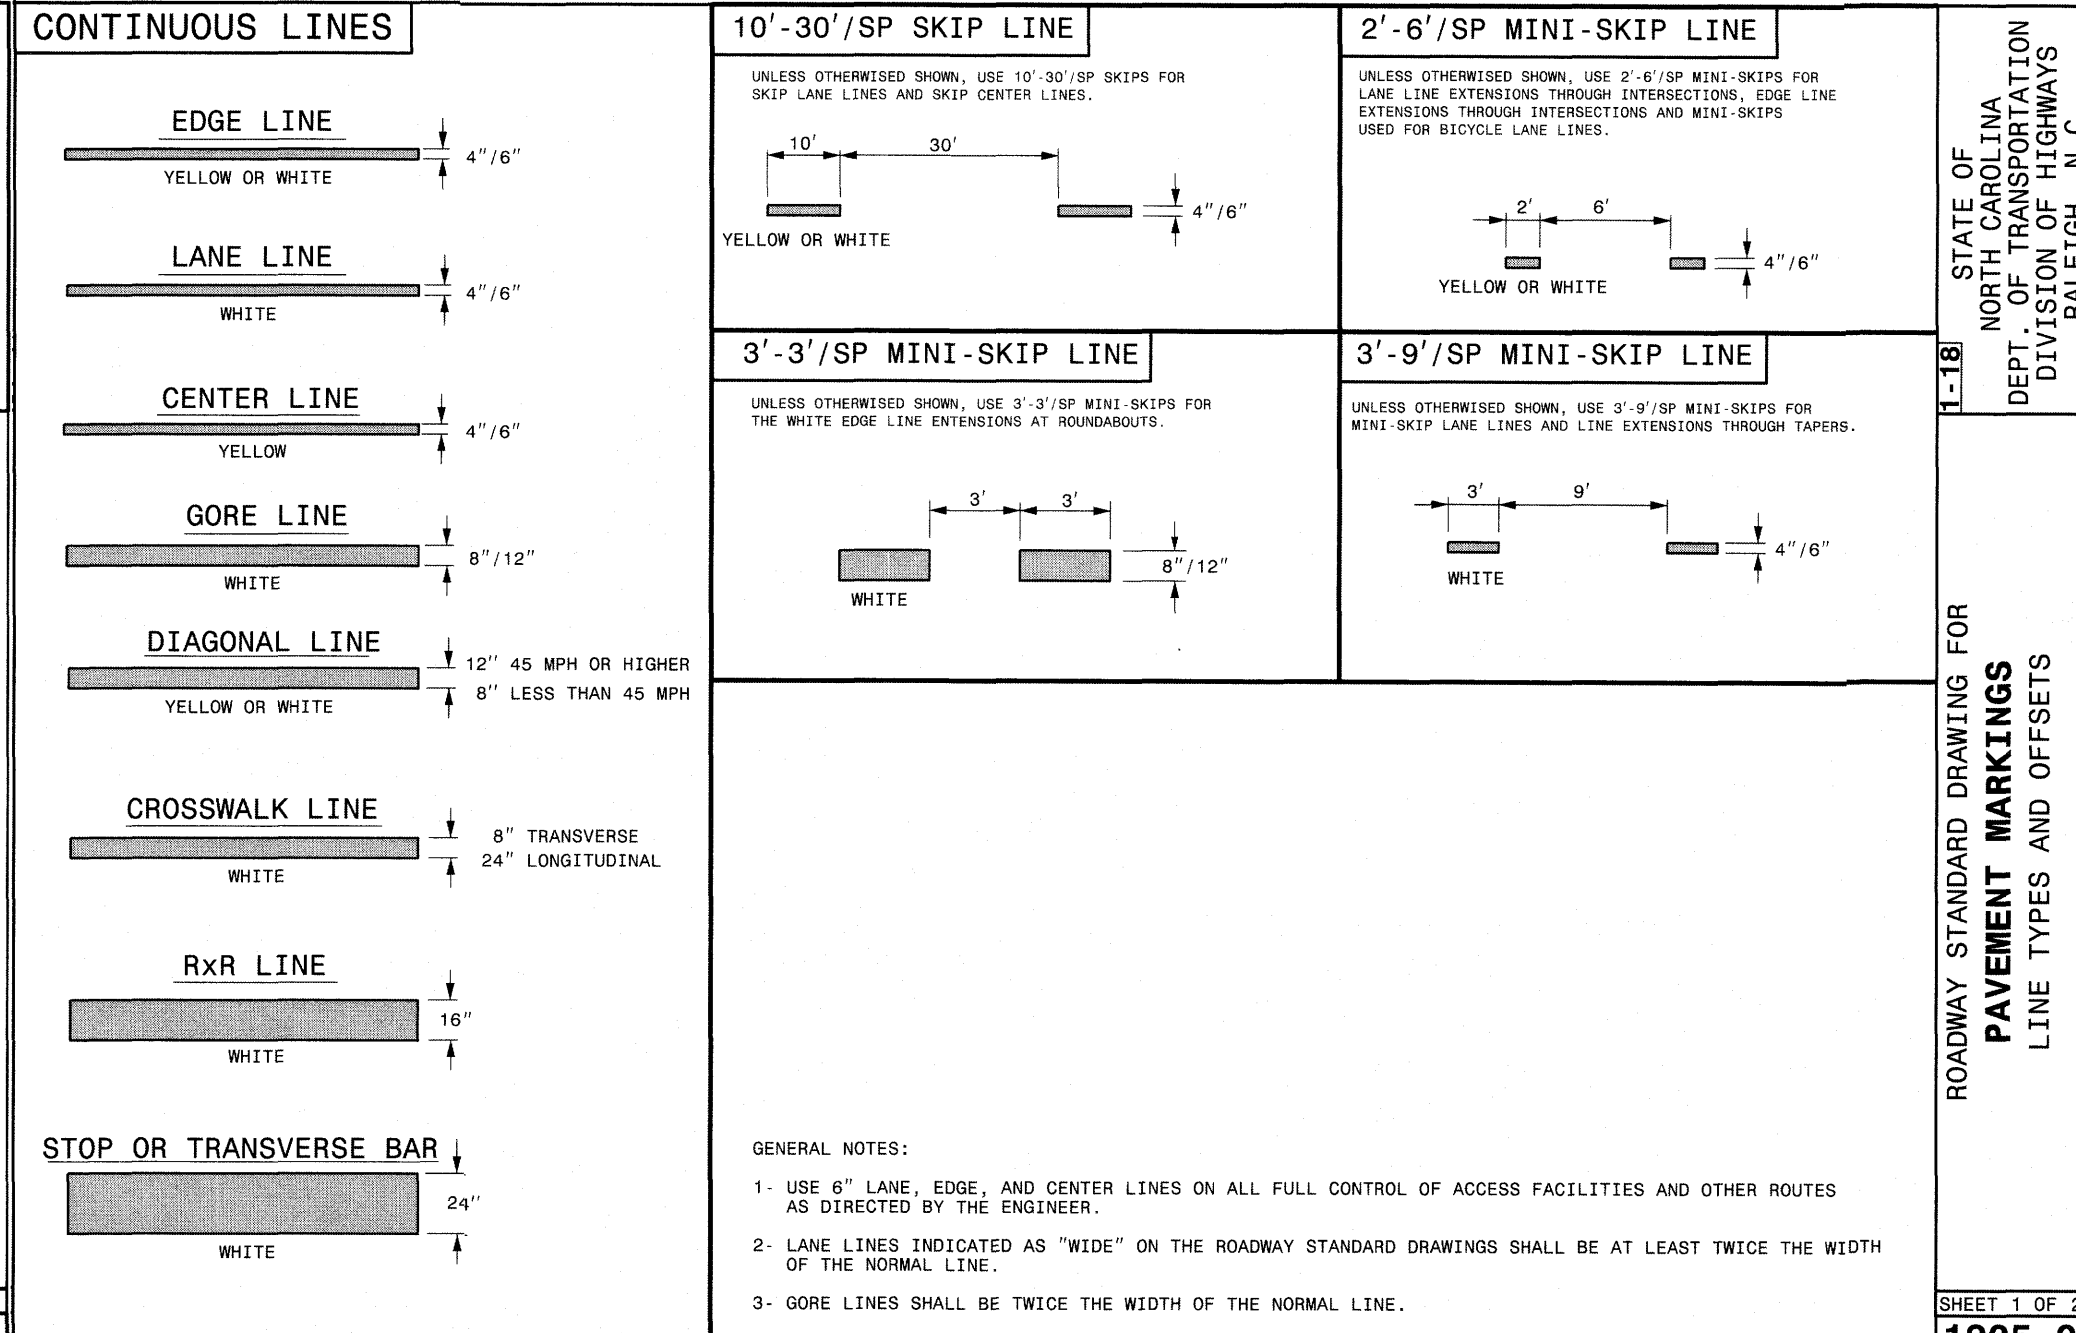 CONTINUOUS LINES
EDGE LINE
4"/6"
YELLOW OR WHITE
LANE LINE
4"/6"
WHITE
CENTER LINE
4"/6"
YELLOW
GORE LINE
8"/12"
WHITE
DIAGONAL LINE
12" 45 MPH OR HIGHER
8" LESS THAN 45 MPH
YELLOW OR WHITE
CROSSWALK LINE
8" TRANSVERSE
24" LONGITUDINAL
WHITE
RxR LINE
16"
WHITE
STOP OR TRANSVERSE BAR
24"
WHITE
10'-30'/SP SKIP LINE
UNLESS OTHERWISED SHOWN, USE 10'-30'/SP SKIPS FOR
SKIP LANE LINES AND SKIP CENTER LINES.
10' 30'
4"/6"
YELLOW OR WHITE
2'-6'/SP MINI-SKIP LINE
UNLESS OTHERWISED SHOWN, USE 2'-6'/SP MINI-SKIPS FOR
LANE LINE EXTENSIONS THROUGH INTERSECTIONS, EDGE LINE
EXTENSIONS THROUGH INTERSECTIONS AND MINI-SKIPS
USED FOR BICYCLE LANE LINES.
2' 6'
4"/6"
YELLOW OR WHITE
3'-3'/SP MINI-SKIP LINE
UNLESS OTHERWISED SHOWN, USE 3'-3'/SP MINI-SKIPS FOR
THE WHITE EDGE LINE ENTENSIONS AT ROUNDABOUTS.
3' 3'
8"/12"
WHITE
3'-9'/SP MINI-SKIP LINE
UNLESS OTHERWISED SHOWN, USE 3'-9'/SP MINI-SKIPS FOR
MINI-SKIP LANE LINES AND LINE EXTENSIONS THROUGH TAPERS.
3' 9'
4"/6"
WHITE
GENERAL NOTES:
1- USE 6" LANE, EDGE, AND CENTER LINES ON ALL FULL CONTROL OF ACCESS FACILITIES AND OTHER ROUTES
AS DIRECTED BY THE ENGINEER.
2- LANE LINES INDICATED AS "WIDE" ON THE ROADWAY STANDARD DRAWINGS SHALL BE AT LEAST TWICE THE WIDTH
OF THE NORMAL LINE.
3- GORE LINES SHALL BE TWICE THE WIDTH OF THE NORMAL LINE.
1-18
STATE OF
NORTH CAROLINA
DEPT. OF TRANSPORTATION
DIVISION OF HIGHWAYS
RALEIGH, N.C.
ROADWAY STANDARD DRAWING FOR
PAVEMENT MARKINGS
LINE TYPES AND OFFSETS
SHEET 1 OF 2